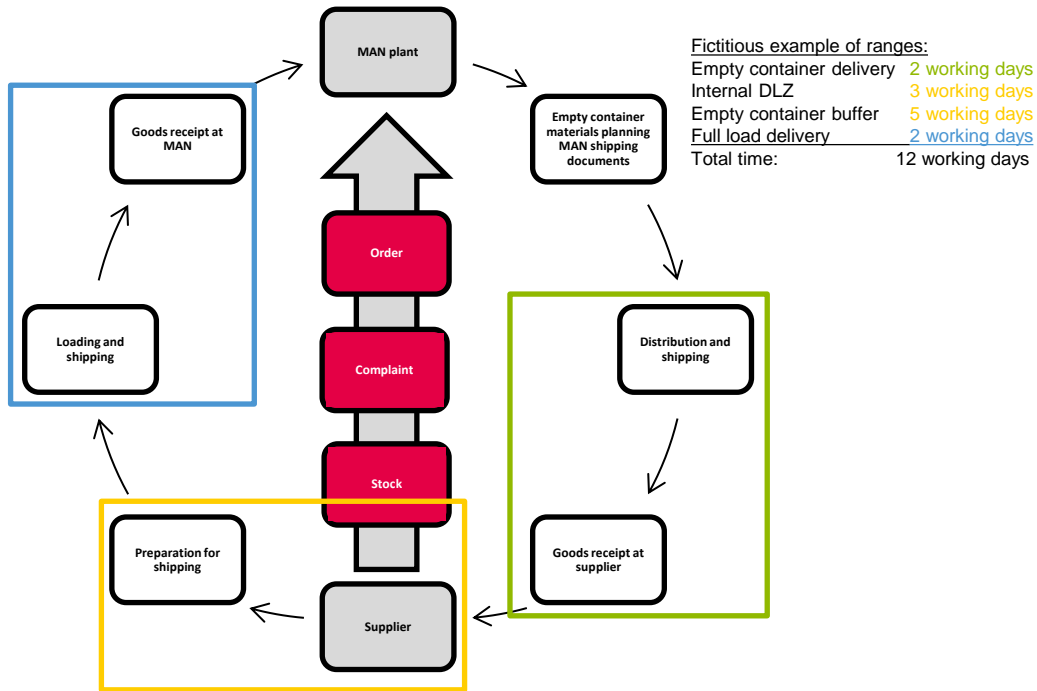 MAN plant
Fictitious example of ranges:
Empty container delivery 2 working days
Internal DLZ 3 working days
Empty container buffer 5 working days
Full load delivery 2 working days
Total time: 12 working days
Goods receipt at
MAN
Empty container
materials planning
MAN shipping
documents
Order
Loading and
shipping
Complaint
Distribution and
shipping
Stock
Preparation for
shipping
Goods receipt at
supplier
Supplier